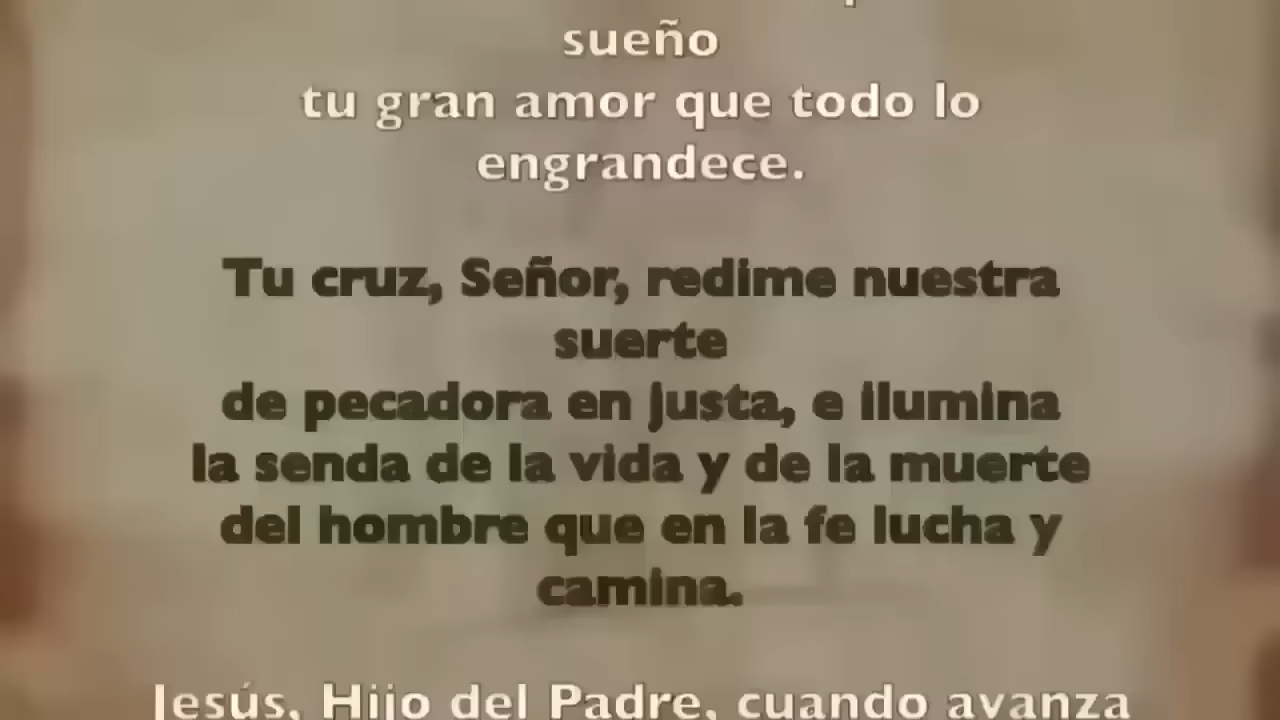 sueño
tu gran amor que todo lo
engrandece.
Tu cruz, Señor, redime nuestra
suerte
de pecadora en justa, e ilumina
la senda de la vida y de la muerte
del hombre que en la fe lucha y
camina.
Jesús, Hijo del Padre, cuando avanza